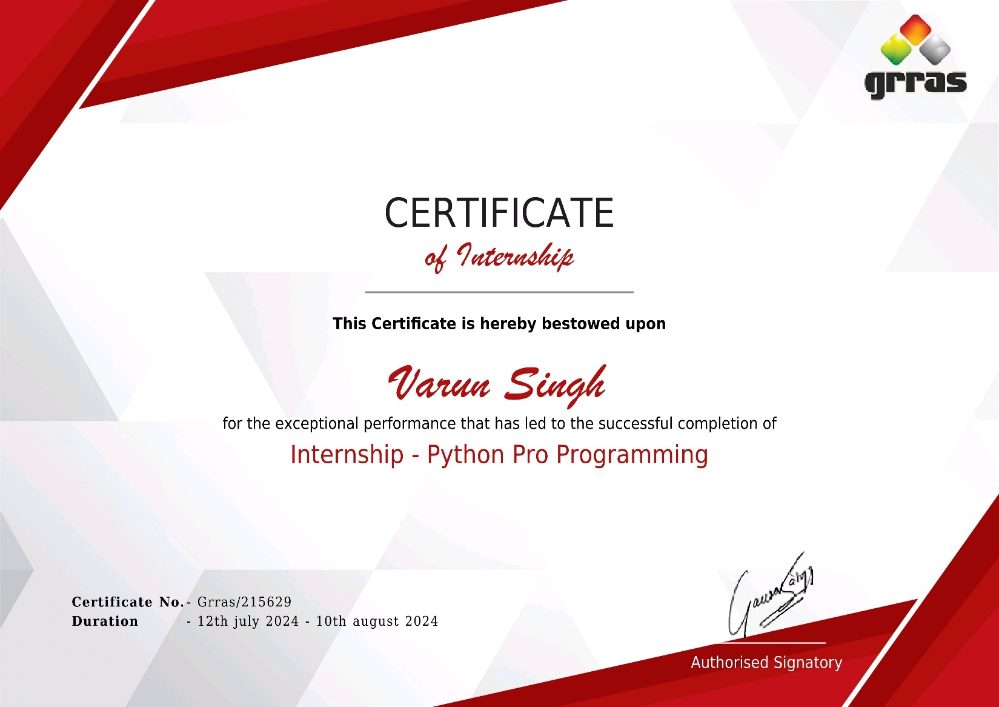 grras
CERTIFICATE
of Internship
This Certificate is hereby bestowed upon
Varun Singh
for the exceptional performance that has led to the successful completion of
Internship - Python Pro Programming
Certificate No. - Grras/215629
Duration - 12th july 2024 - 10th august 2024
Authorised Signatory